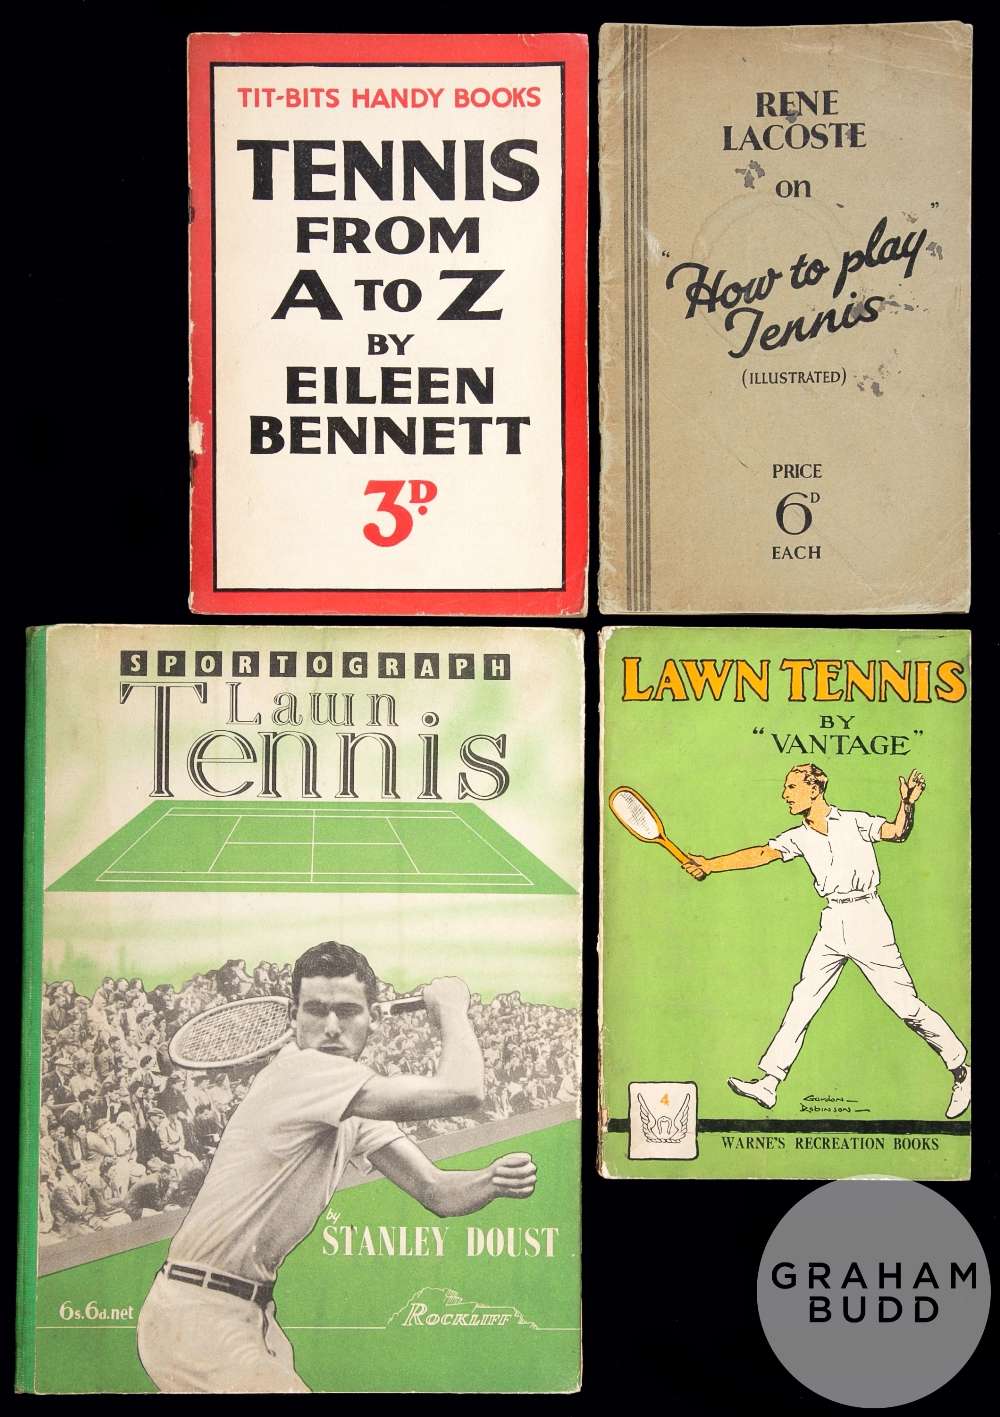 TIT-BITS HANDY BOOKS
TENNIS
FROM
A TO Z
BY
EILEEN
BENNETT
3D.
RENE
LACOSTE
on
"How to play
Tennis"
(ILLUSTRATED)
PRICE
6D
EACH
SPORTOGRAPH
Lawn
Tennis
by
STANLEY DOUST
6s.6d.net
ROCKLIFF
LAWN TENNIS
BY
"VANTAGE"
Gordon
Robinson
4
WARNE'S RECREATION BOOKS
GRAHAM
BUDD